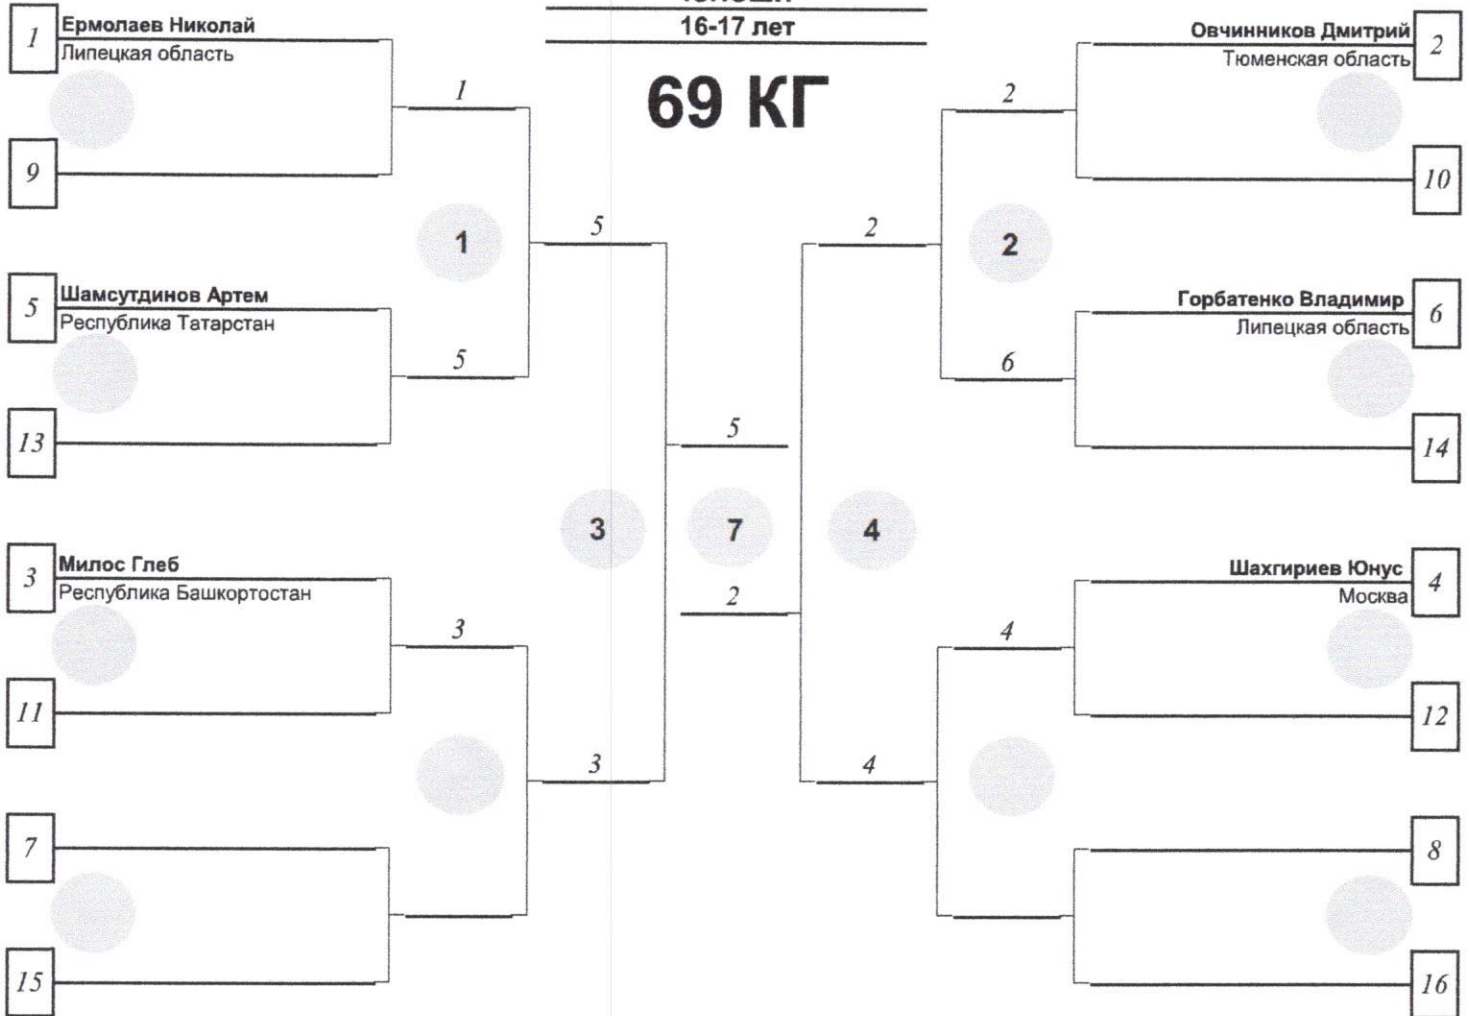 16-17 лет
69 КГ
1 Ермолаев Николай
Липецкая область
1
9
1
5
5 Шамсутдинов Артем
Республика Татарстан
5
13
5
3
7
3 Милос Глеб
Республика Башкортостан
3
11
3
7
15
Овчинников Дмитрий 2
Тюменская область
2
10
2
2
Горбатенко Владимир 6
Липецкая область
6
14
4
2
Шахгириев Юнус 4
Москва
4
12
4
8
16